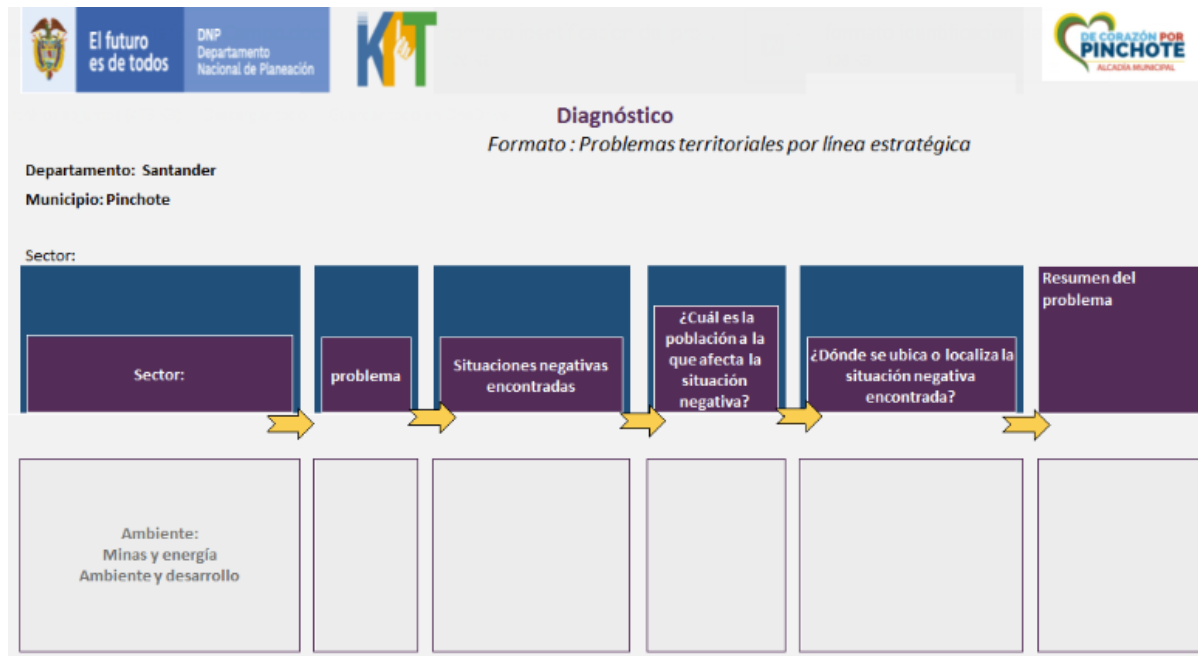 El futuro
es de todos
DNP
Departamento
Nacional de Planeación
KIT
DE CORAZÓN POR
PINCHOTE
ALCALDÍA MUNICIPAL
Diagnóstico
Formato : Problemas territoriales por línea estratégica
Departamento: Santander
Municipio: Pinchote
Sector:
Sector:
problema
Situaciones negativas
encontradas
¿Cuál es la
población a la
que afecta la
situación
negativa?
¿Dónde se ubica o localiza la
situación negativa
encontrada?
Resumen del
problema
Ambiente:
Minas y energía
Ambiente y desarrollo